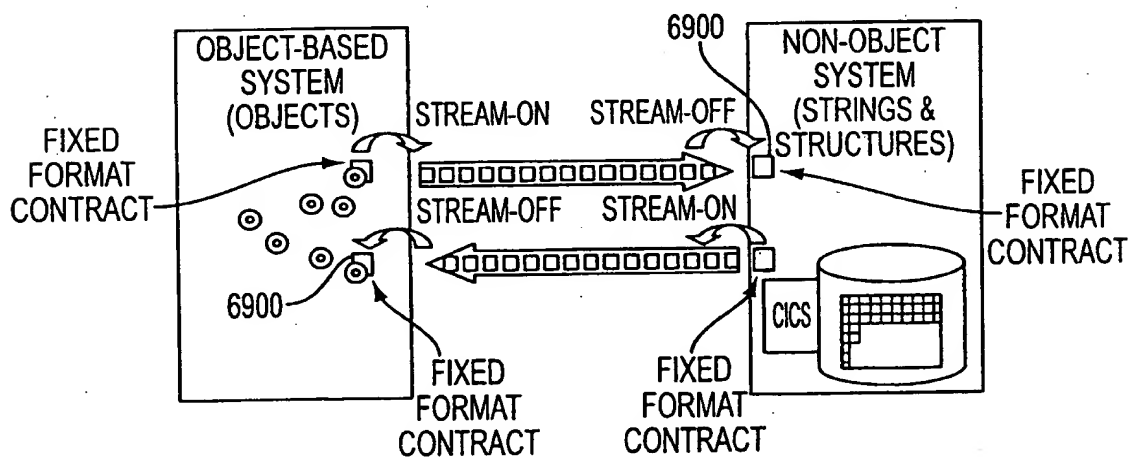 6900
OBJECT-BASED
SYSTEM
(OBJECTS)
NON-OBJECT
SYSTEM
(STRINGS &
STRUCTURES)
FIXED
FORMAT
CONTRACT
STREAM-ON
STREAM-OFF
STREAM-OFF
STREAM-ON
FIXED
FORMAT
CONTRACT
6900
CICS
FIXED
FORMAT
CONTRACT
FIXED
FORMAT
CONTRACT